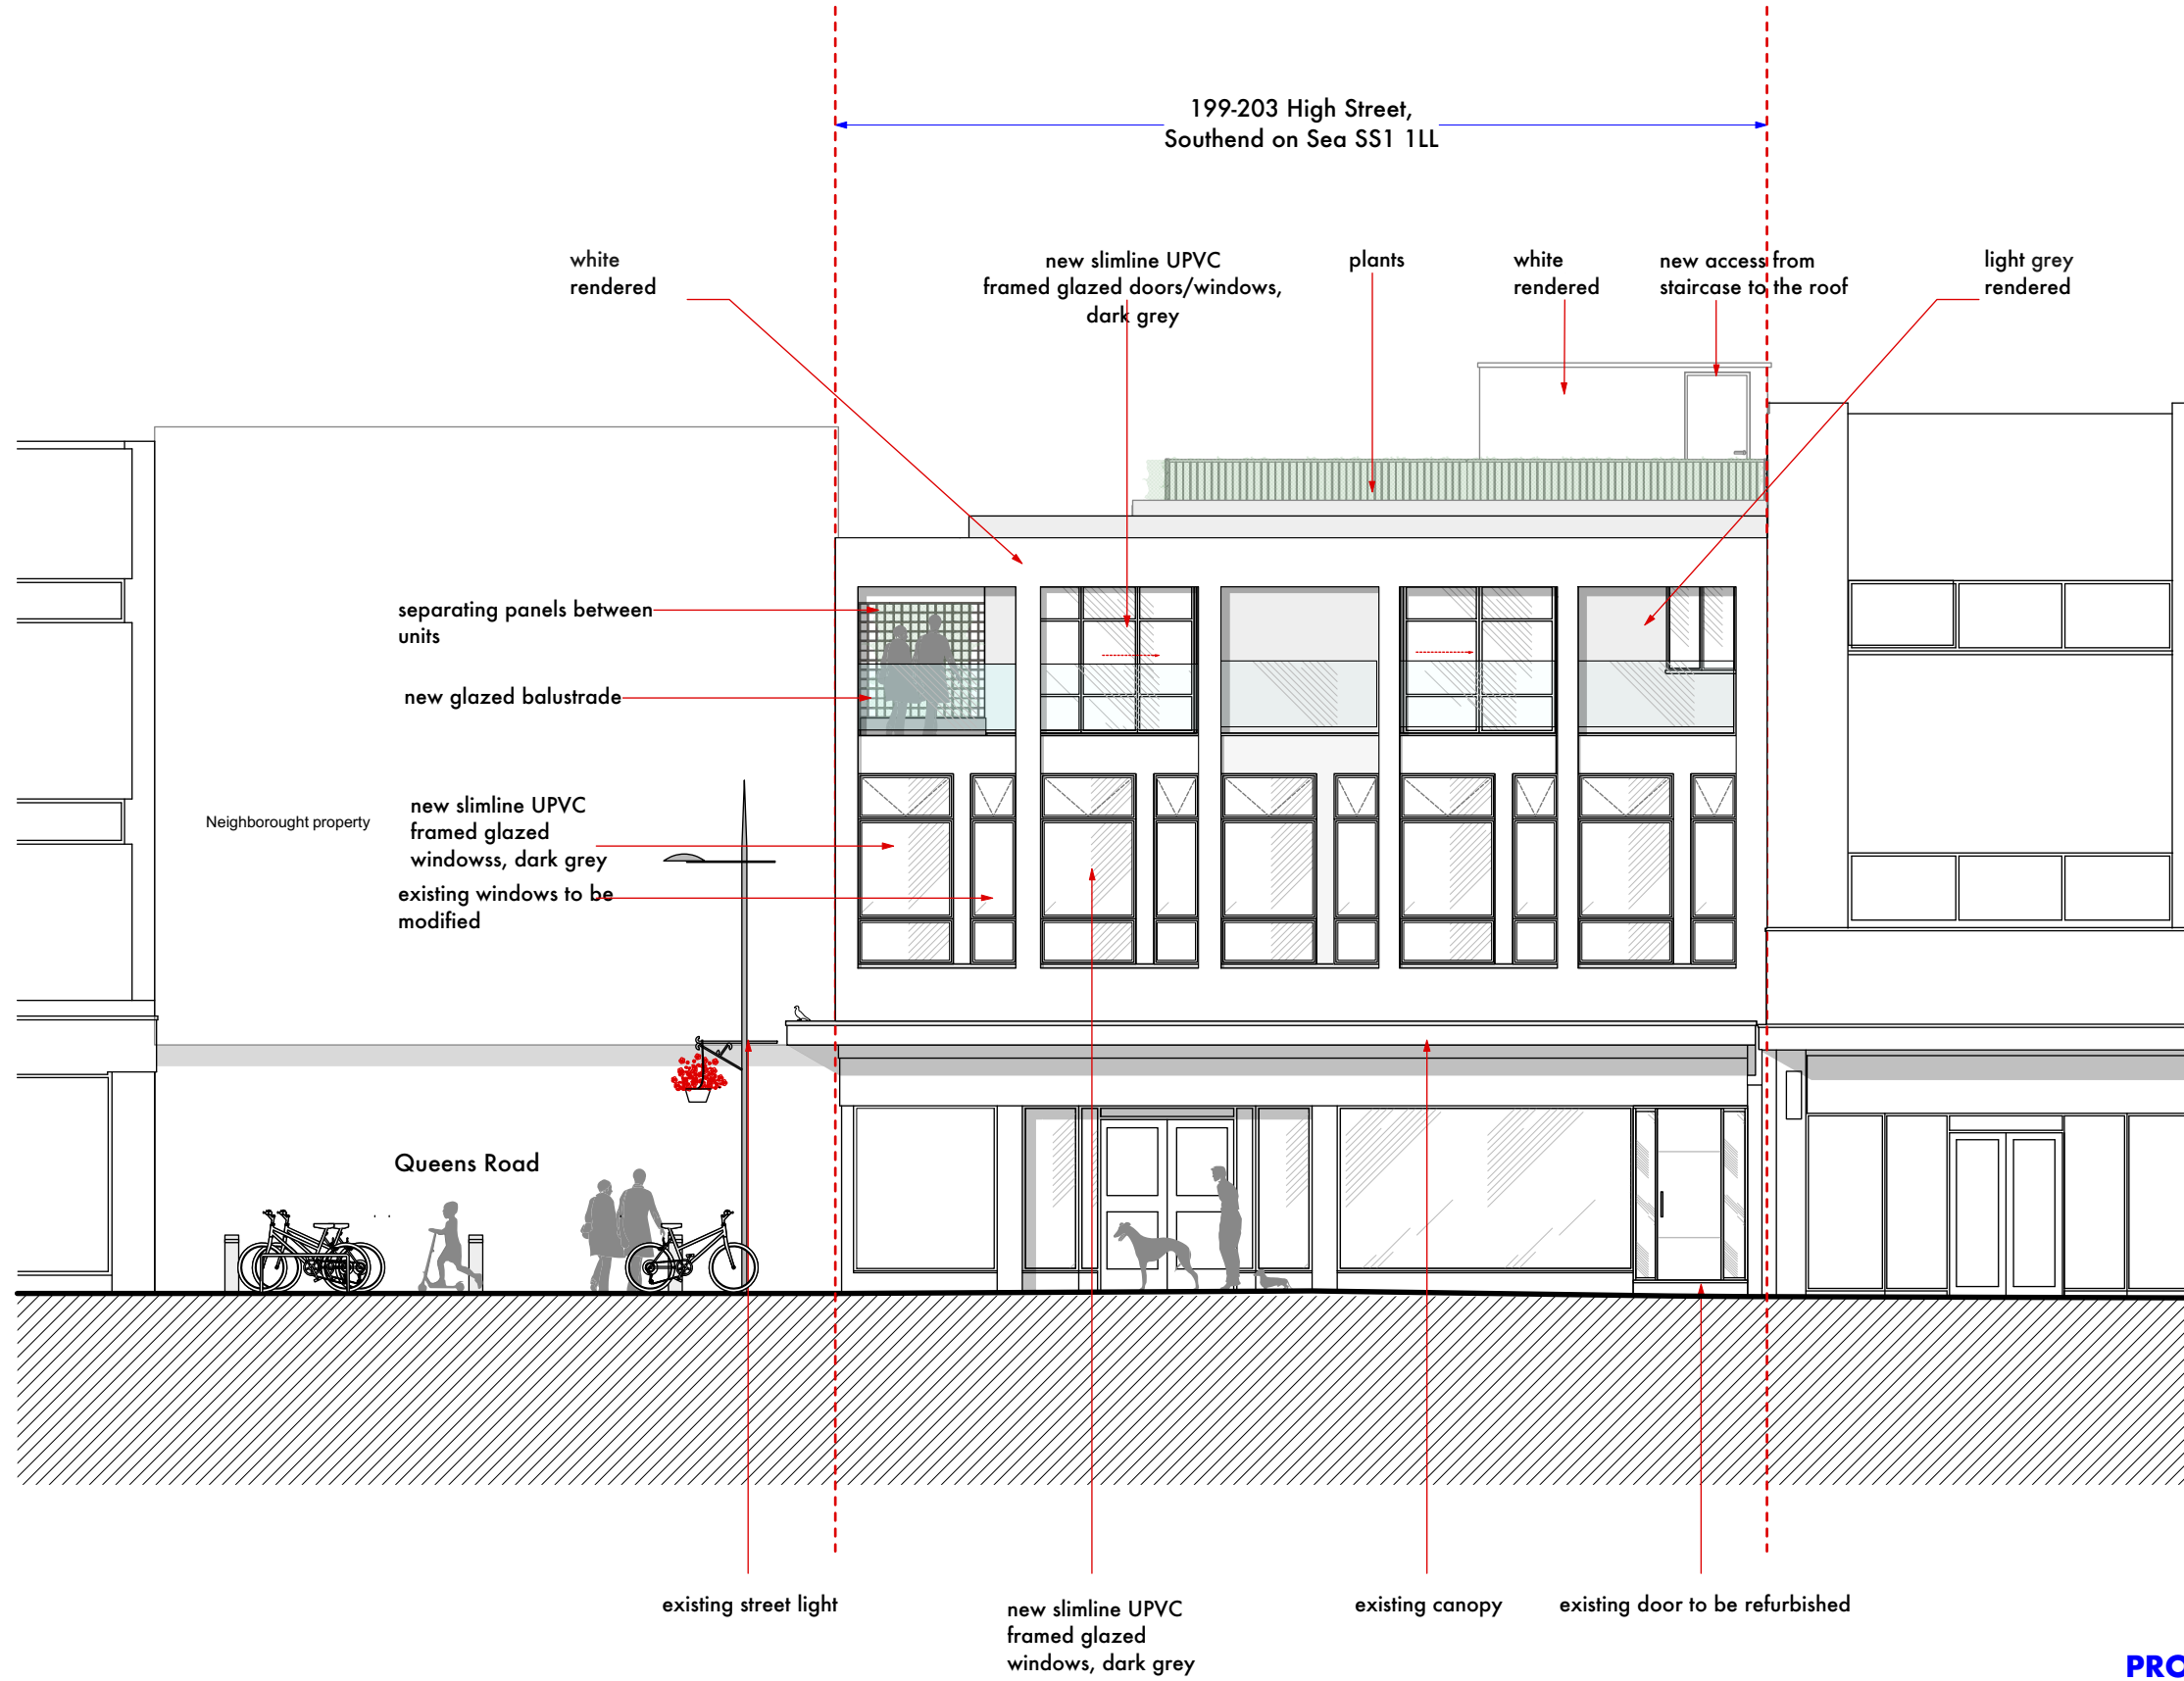 199-203 High Street,
Southend on Sea SS1 1LL
white
rendered
new slimline UPVC
framed glazed doors/windows,
dark grey
plants
white
rendered
new access from
staircase to the roof
light grey
rendered
separating panels between
units
new glazed balustrade
Neighborought property
new slimline UPVC
framed glazed
windowss, dark grey
existing windows to be
modified
Queens Road
existing street light
new slimline UPVC
framed glazed
windows, dark grey
existing canopy
existing door to be refurbished
PRO